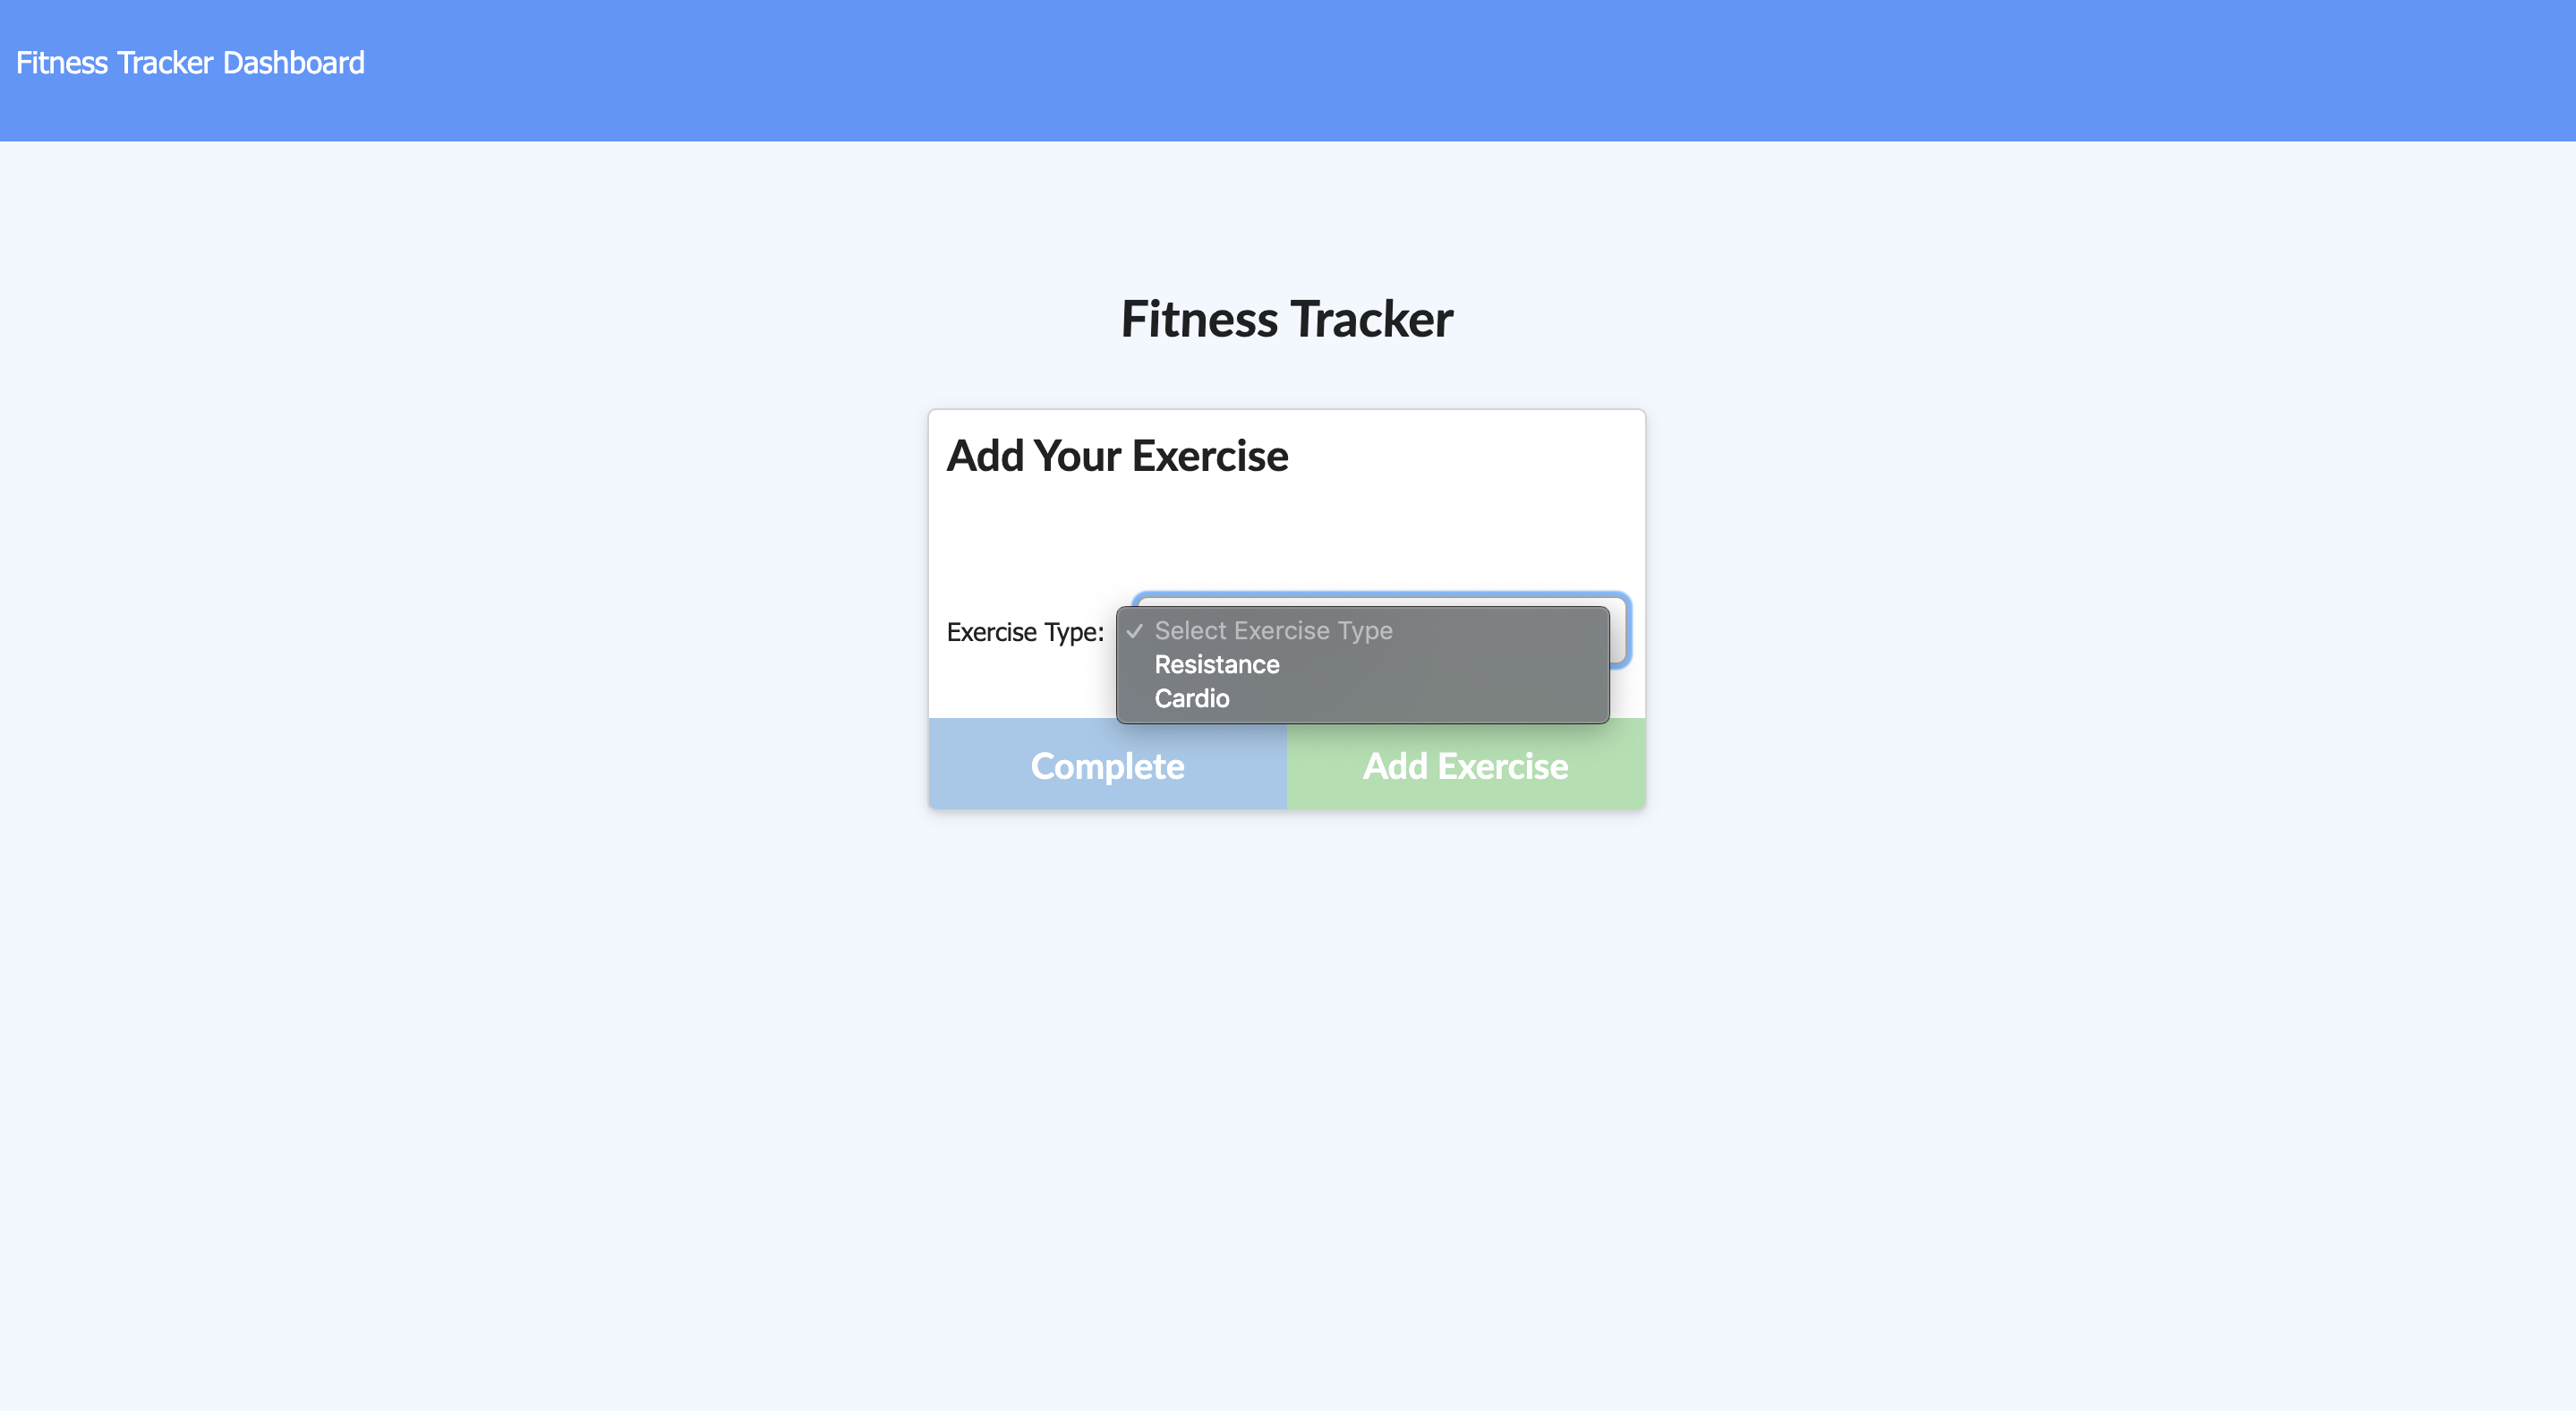 Fitness Tracker Dashboard
Fitness Tracker
Add Your Exercise
Exercise Type:
✓ Select Exercise Type
Resistance
Cardio
Complete
Add Exercise